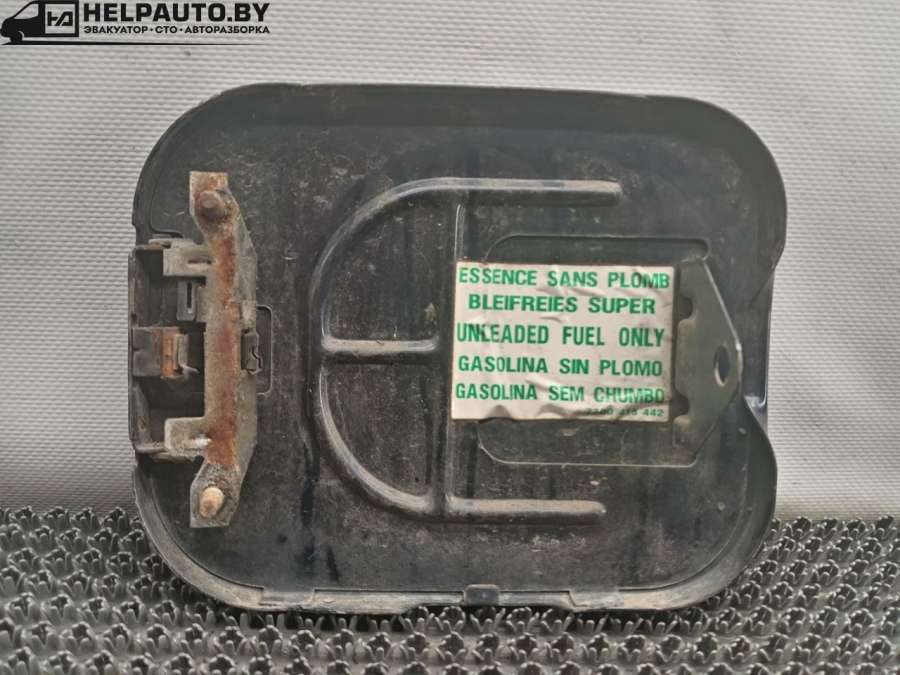 HELPAUTO.BY
ЭВАКУАТОР·СТО·АВТОРАЗБОРКА
ESSENCE SANS PLOMB
BLEIFREIES SUPER
UNLEADED FUEL ONLY
GASOLINA SIN PLOMO
GASOLINA SEM CHUMBO
442